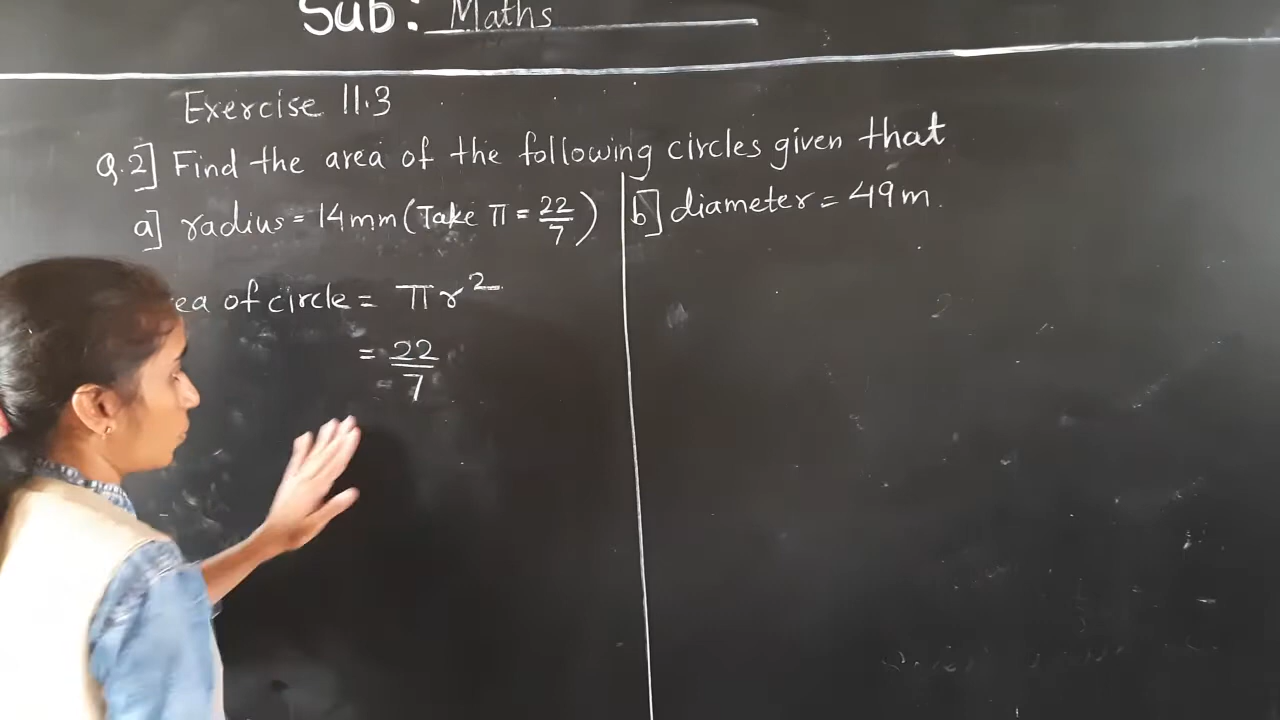 Sub: Maths
Exercise 11.3
Q.2] Find the area of the following circles given that
a] radius = 14mm (Take π = 22/7)
b] diameter = 49m.
ea of circle = πr²
= 22/7